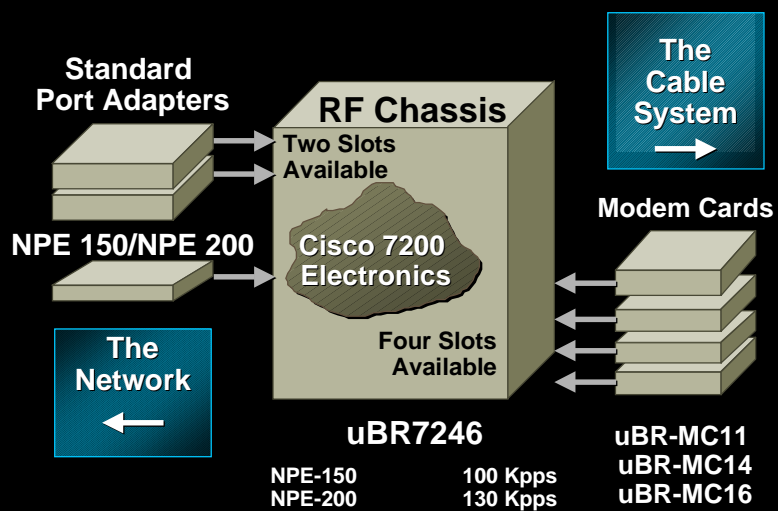 Standard
Port Adapters
RF Chassis
Two Slots
Available
The
Cable
System
NPE 150/NPE 200
Cisco 7200
Electronics
Modem Cards
The
Network
Four Slots
Available
uBR7246
NPE-150 100 Kpps
NPE-200 130 Kpps
uBR-MC11
uBR-MC14
uBR-MC16